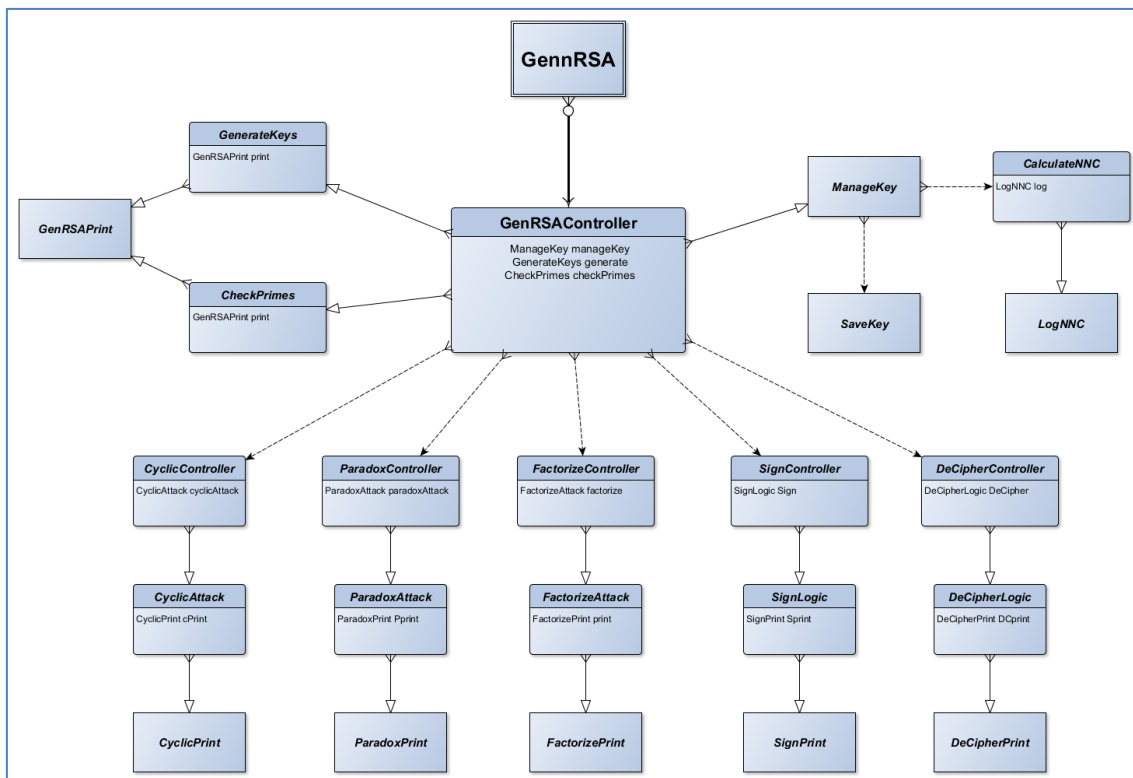 GennRSA
GenerateKeys
GenRSAPrint print
GenRSAPrint
CheckPrimes
GenRSAPrint print
GenRSAController
ManageKey manageKey
GenerateKeys generate
CheckPrimes checkPrimes
ManageKey
CalculateNNC
LogNNC log
SaveKey
LogNNC
CyclicController
CyclicAttack cyclicAttack
ParadoxController
ParadoxAttack paradoxAttack
FactorizeController
FactorizeAttack factorize
SignController
SignLogic Sign
DeCipherController
DeCipherLogic DeCipher
CyclicAttack
CyclicPrint cPrint
ParadoxAttack
ParadoxPrint Pprint
FactorizeAttack
FactorizePrint print
SignLogic
SignPrint Sprint
DeCipherLogic
DeCipherPrint DCprint
CyclicPrint
ParadoxPrint
FactorizePrint
SignPrint
DeCipherPrint